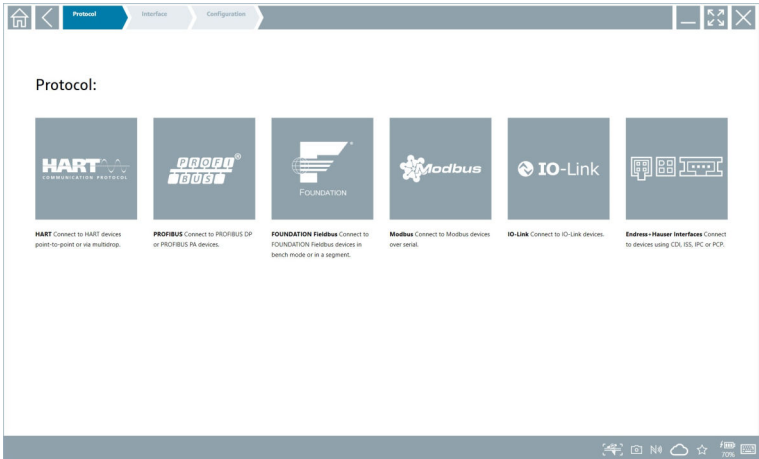 Protocol
Interface
Configuration
Protocol:
HART
COMMUNICATION PROTOCOL
HART Connect to HART devices
point-to-point or via multidrop.
PROFI®
BUS
PROFIBUS Connect to PROFIBUS DP
or PROFIBUS PA devices.
FOUNDATION
FOUNDATION Fieldbus Connect to
FOUNDATION Fieldbus devices in
bench mode or in a segment.
Modbus
Modbus Connect to Modbus devices
over serial.
IO-Link
IO-Link Connect to IO-Link devices.
Endress+Hauser Interfaces Connect
to devices using CDI, ISS, IPC or PCP.
70%